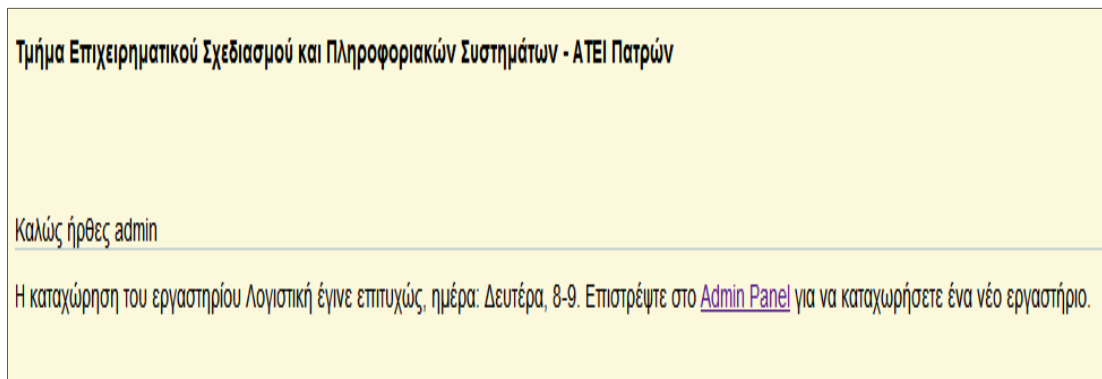 Τμήμα Επιχειρηματικού Σχεδιασμού και Πληροφοριακών Συστημάτων - ΑΤΕΙ Πατρών
Καλώς ήρθες admin
Η καταχώρηση του εργαστηρίου Λογιστική έγινε επιτυχώς, ημέρα: Δευτέρα, 8-9. Επιστρέψτε στο Admin Panel για να καταχωρήσετε ένα νέο εργαστήριο.